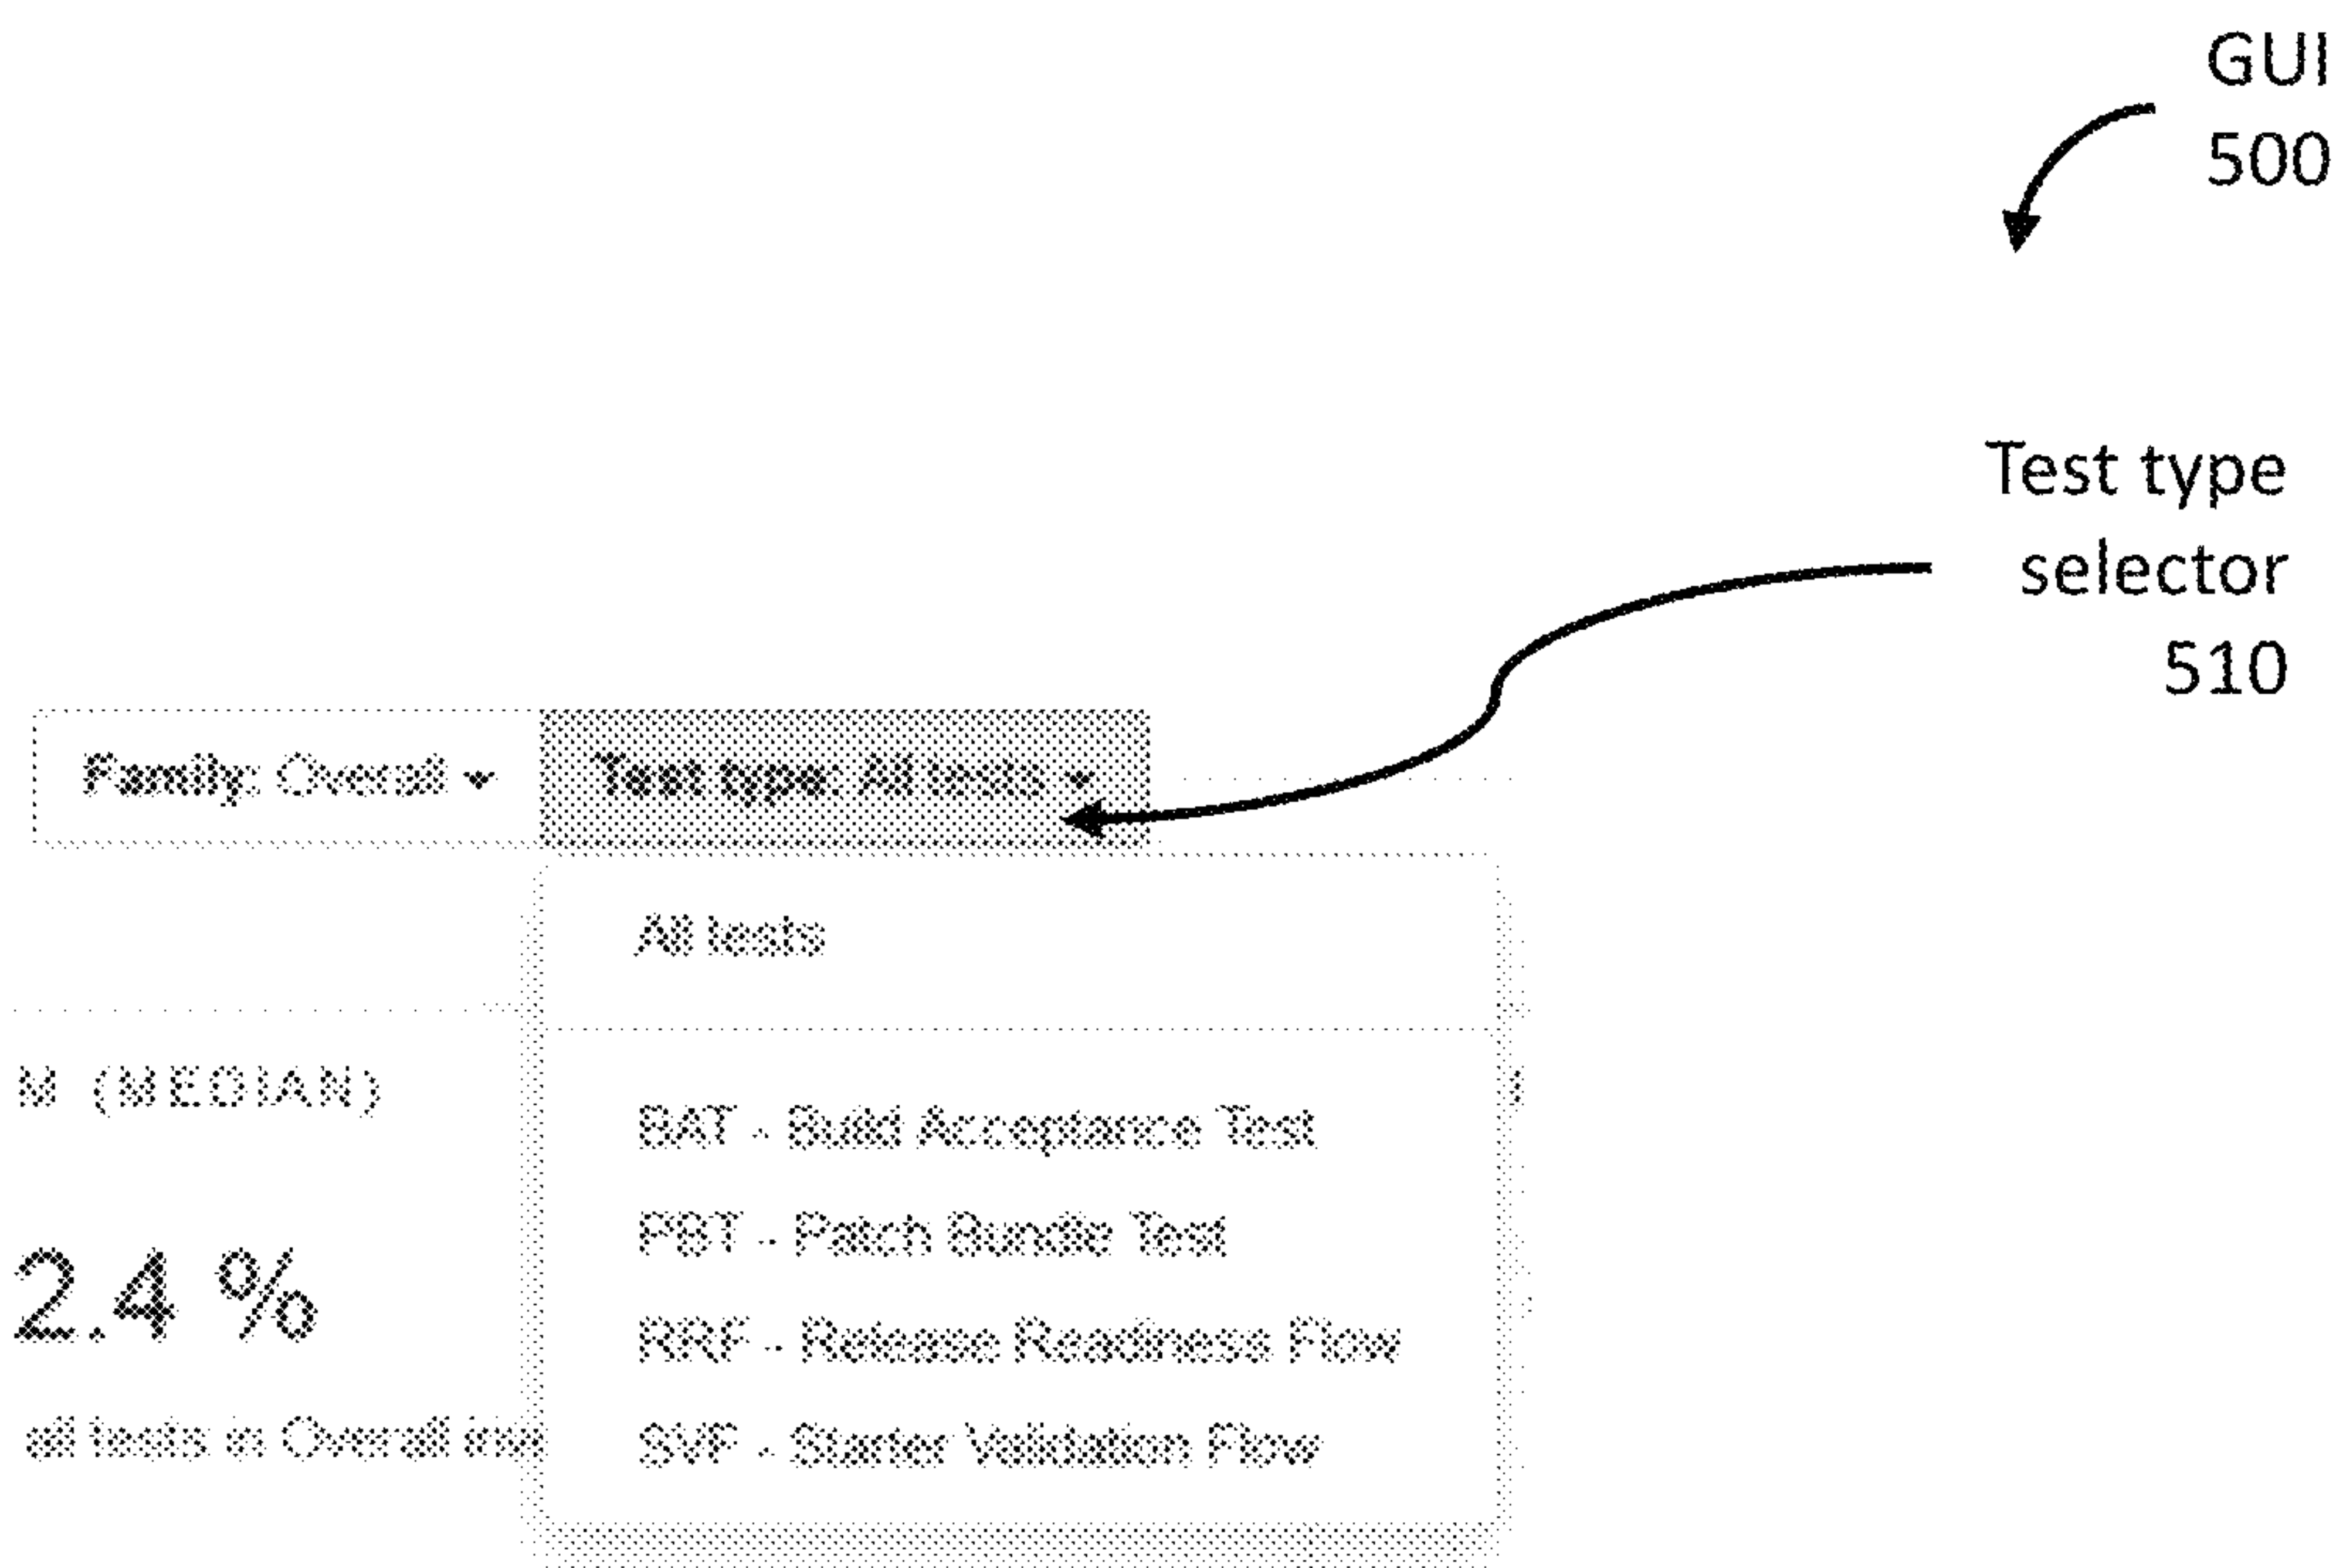 GUI
500
Test type
selector
510
Family: Overall Test type: All tests
All tests
M (MEDIAN)
)
BAT - Build Acceptance Test
PBT - Patch Bundle Test
2.4 %
RRF - Release Readiness Flow
all tests in Overall
SVF - Starter Validation Flow